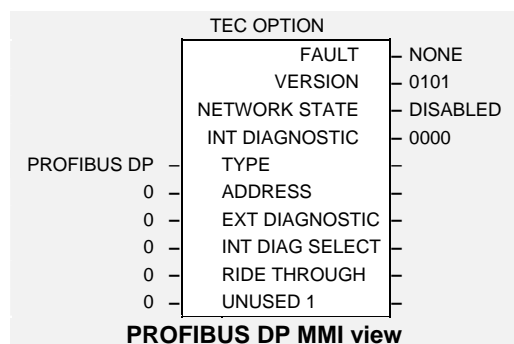 TEC OPTION
FAULT – NONE
VERSION – 0101
NETWORK STATE – DISABLED
INT DIAGNOSTIC – 0000
PROFIBUS DP – TYPE –
0 – ADDRESS –
0 – EXT DIAGNOSTIC –
0 – INT DIAG SELECT –
0 – RIDE THROUGH –
0 – UNUSED 1 –
PROFIBUS DP MMI view